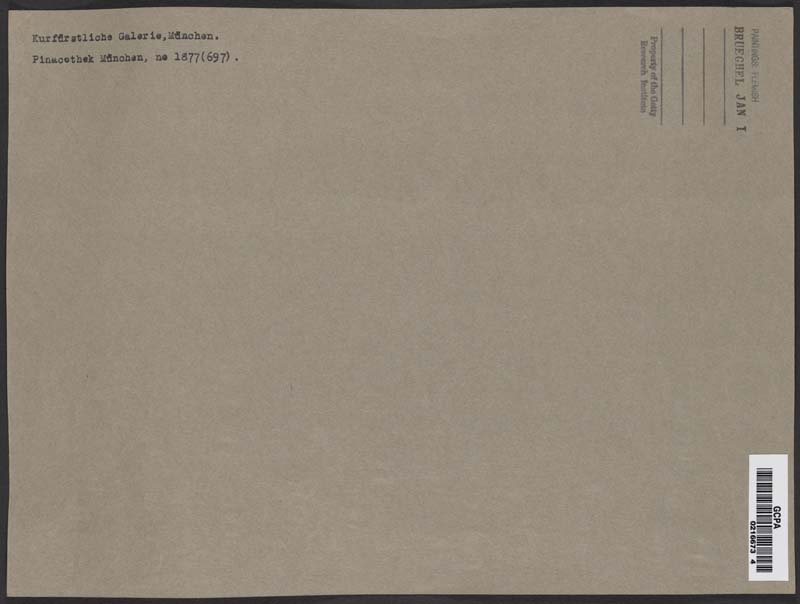 Kurfürstliche Galerie,München.
Pinacothek München, no 1877(697) .
PAINTINGS: FLEMISH
BRUEGHEL JAN I
Property of the Getty
Research Institute
GCPA
0216673 4